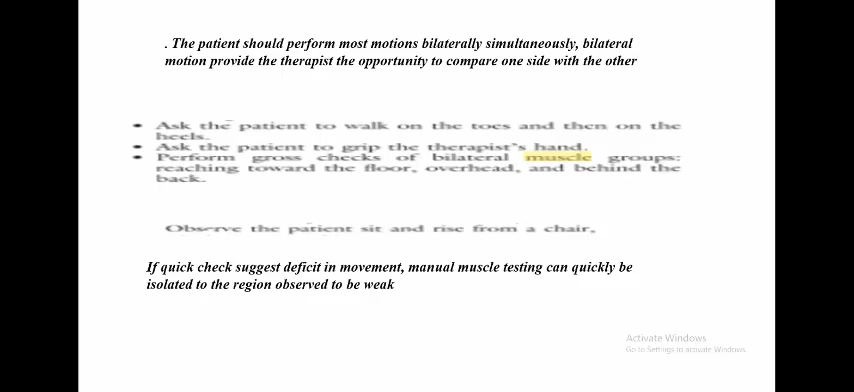 . The patient should perform most motions bilaterally simultaneously, bilateral
motion provide the therapist the opportunity to compare one side with the other
• Ask the patient to walk on the toes and then on the
heels.
• Ask the patient to grip the therapist's hand.
• Perform gross checks of bilateral muscle groups:
reaching toward the floor, overhead, and behind the
back.
Observe the patient sit and rise from a chair,
If quick check suggest deficit in movement, manual muscle testing can quickly be
isolated to the region observed to be weak
Activate Windows
Go to Settings to activate Windows.